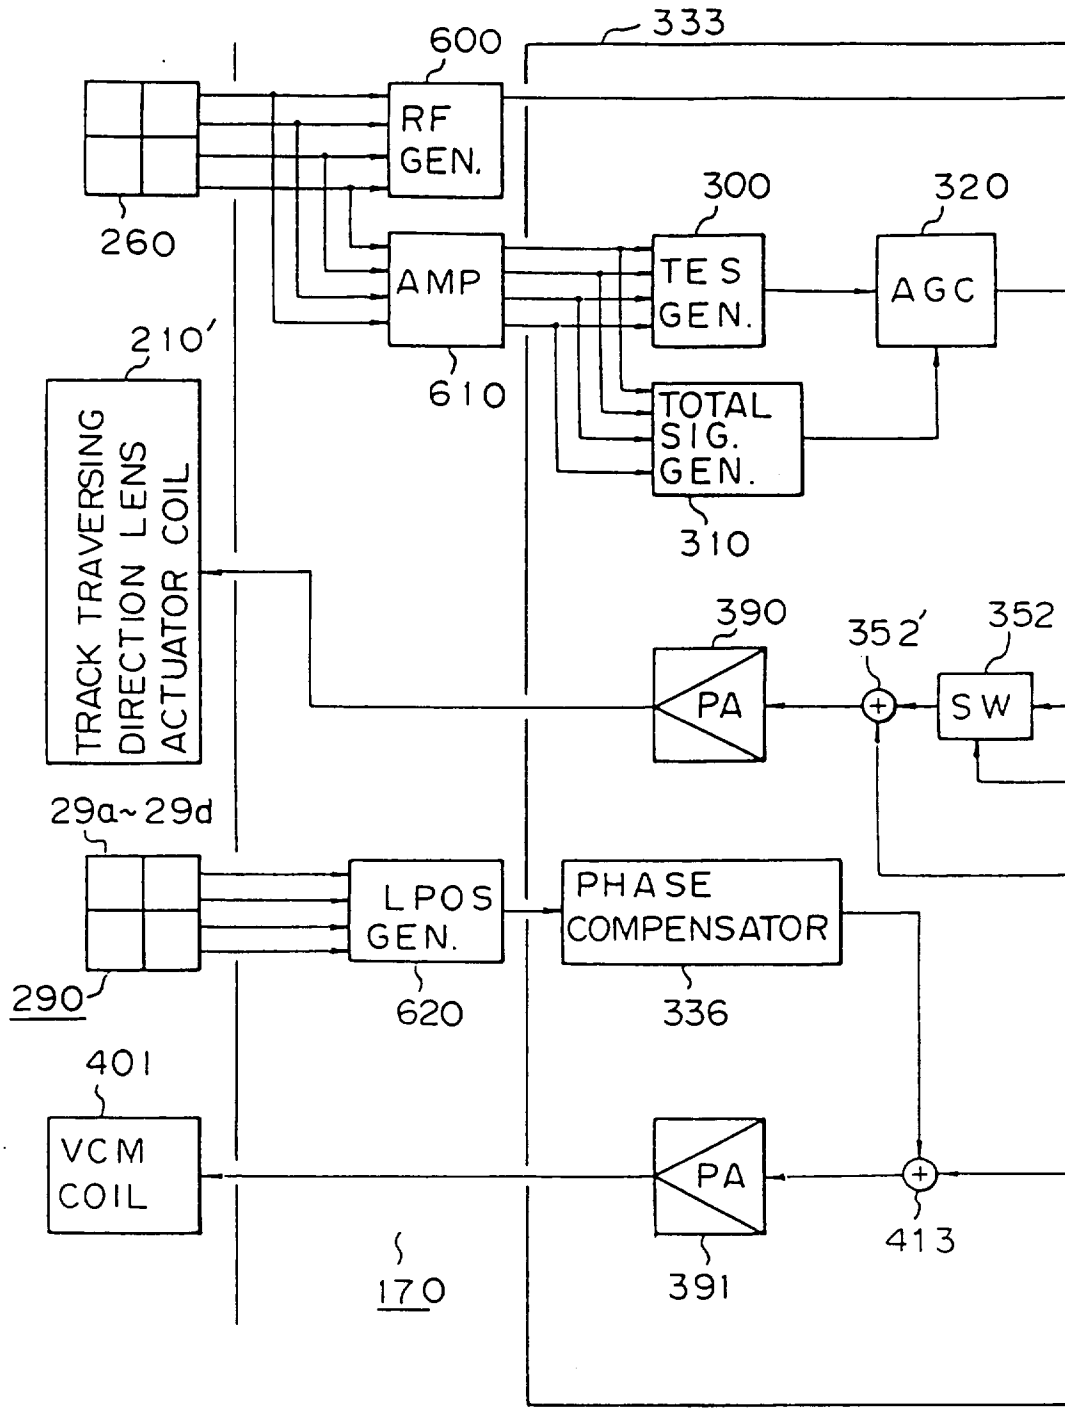 333
600
RF
GEN.
260
300
320
TES
GEN.
AMP
AGC
210′
610
TOTAL
SIG.
GEN.
310
TRACK TRAVERSING
DIRECTION LENS
ACTUATOR COIL
390
352′
352
PA
SW
29a~29d
LPOS
GEN.
PHASE
COMPENSATOR
290
620
336
401
VCM
COIL
PA
413
391
170